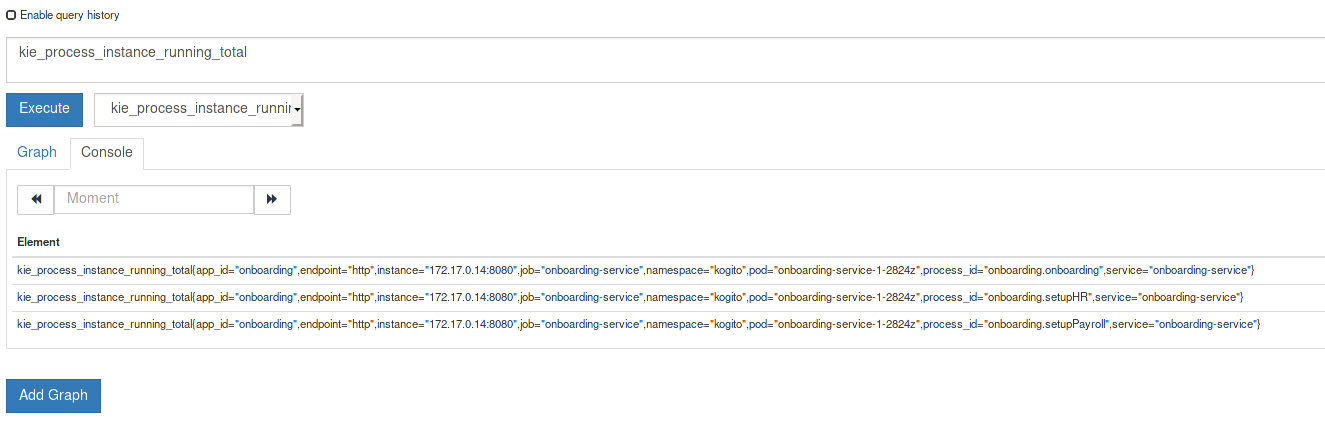 Enable query history
kie_process_instance_running_total
Execute kie_process_instance_runnin
Graph Console
Moment
Element
kie_process_instance_running_total{app_id="onboarding",endpoint="http",instance="172.17.0.14:8080",job="onboarding-service",namespace="kogito",pod="onboarding-service-1-2824z",process_id="onboarding.onboarding",service="onboarding-service"}
kie_process_instance_running_total{app_id="onboarding",endpoint="http",instance="172.17.0.14:8080",job="onboarding-service",namespace="kogito",pod="onboarding-service-1-2824z",process_id="onboarding.setupHR",service="onboarding-service"}
kie_process_instance_running_total{app_id="onboarding",endpoint="http",instance="172.17.0.14:8080",job="onboarding-service",namespace="kogito",pod="onboarding-service-1-2824z",process_id="onboarding.setupPayroll",service="onboarding-service"}
Add Graph